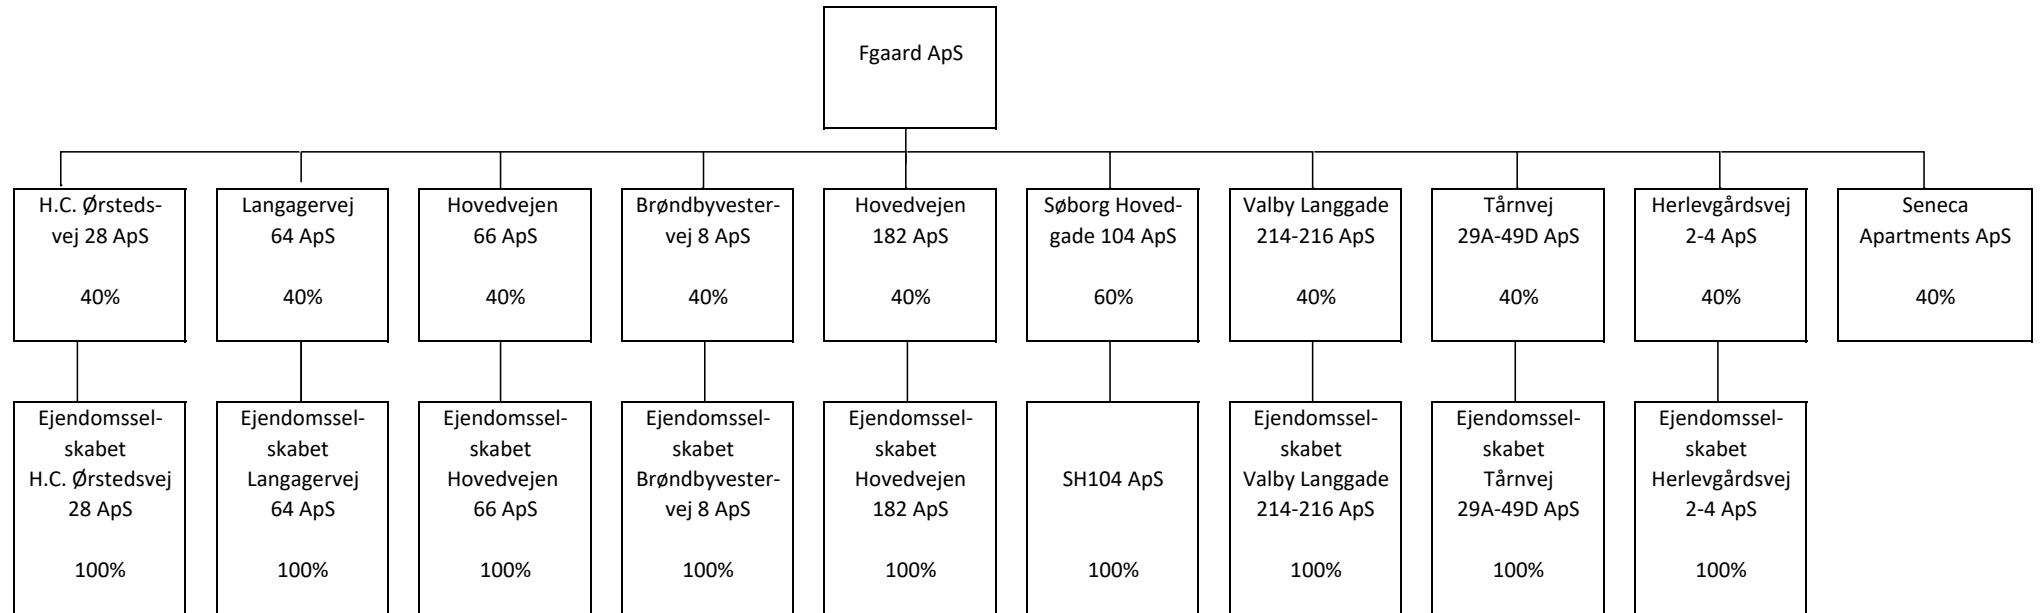 Fgaard ApS
H.C. Ørsteds-
vej 28 ApS
40%
Langagervej
64 ApS
40%
Hovedvejen
66 ApS
40%
Brøndbyvester-
vej 8 ApS
40%
Hovedvejen
182 ApS
40%
Søborg Hoved-
gade 104 ApS
60%
Valby Langgade
214-216 ApS
40%
Tårnvej
29A-49D ApS
40%
Herlevgårdsvej
2-4 ApS
40%
Seneca
Apartments ApS
40%
Ejendomssel-
skabet
H.C. Ørstedsvej
28 ApS
100%
Ejendomssel-
skabet
Langagervej
64 ApS
100%
Ejendomssel-
skabet
Hovedvejen
66 ApS
100%
Ejendomssel-
skabet
Brøndbyvester-
vej 8 ApS
100%
Ejendomssel-
skabet
Hovedvejen
182 ApS
100%
SH104 ApS
100%
Ejendomssel-
skabet
Valby Langgade
214-216 ApS
100%
Ejendomssel-
skabet
Tårnvej
29A-49D ApS
100%
Ejendomssel-
skabet
Herlevgårdsvej
2-4 ApS
100%